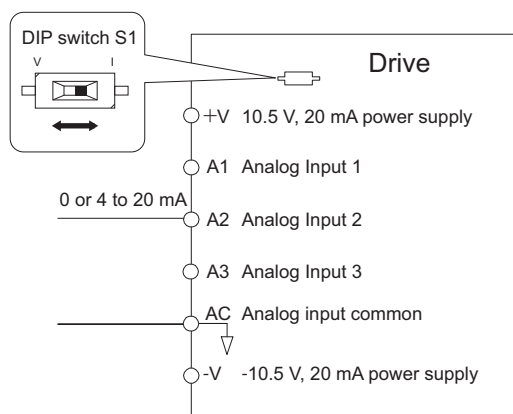 DIP switch S1
V I
Drive
+V 10.5 V, 20 mA power supply
A1 Analog Input 1
0 or 4 to 20 mA
A2 Analog Input 2
A3 Analog Input 3
AC Analog input common
-V -10.5 V, 20 mA power supply